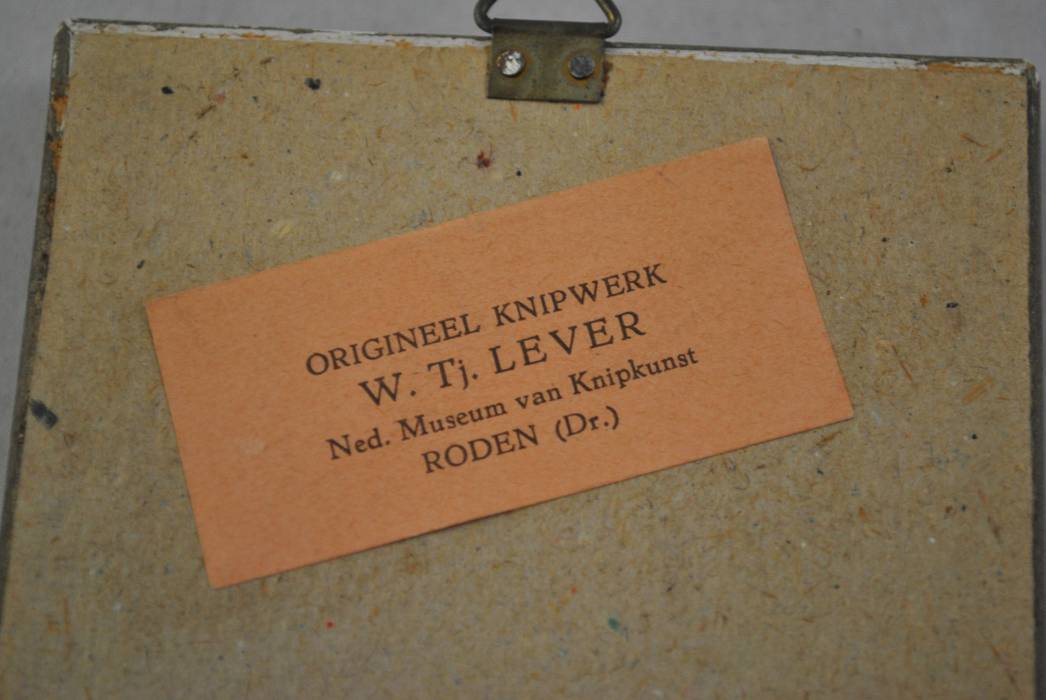 ORIGINEEL KNIPWERK
W. Tj. LEVER
Ned. Museum van Knipkunst
RODEN (Dr.)